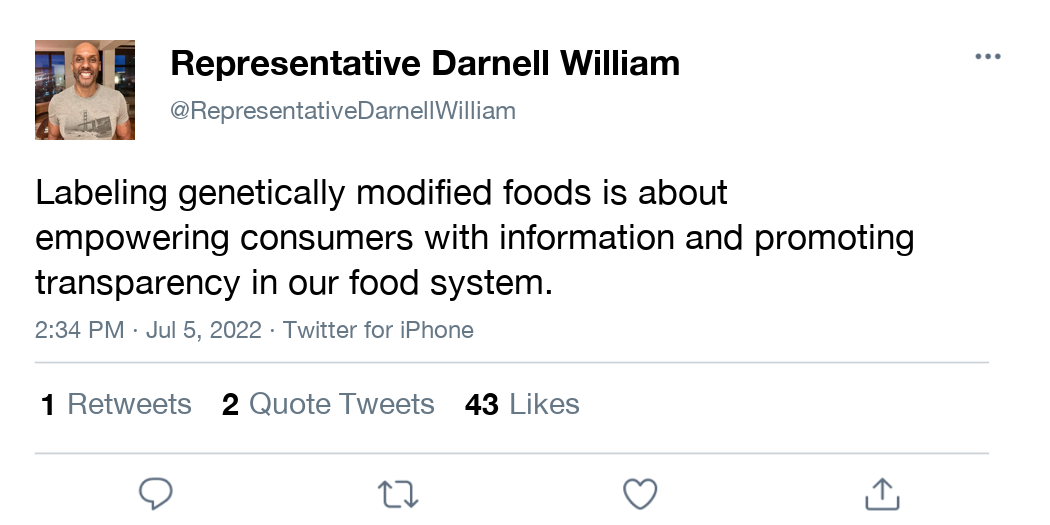 Representative Darnell William
@RepresentativeDarnellWilliam
Labeling genetically modified foods is about
empowering consumers with information and promoting
transparency in our food system.
2:34 PM · Jul 5, 2022 · Twitter for iPhone
1 Retweets 2 Quote Tweets 43 Likes